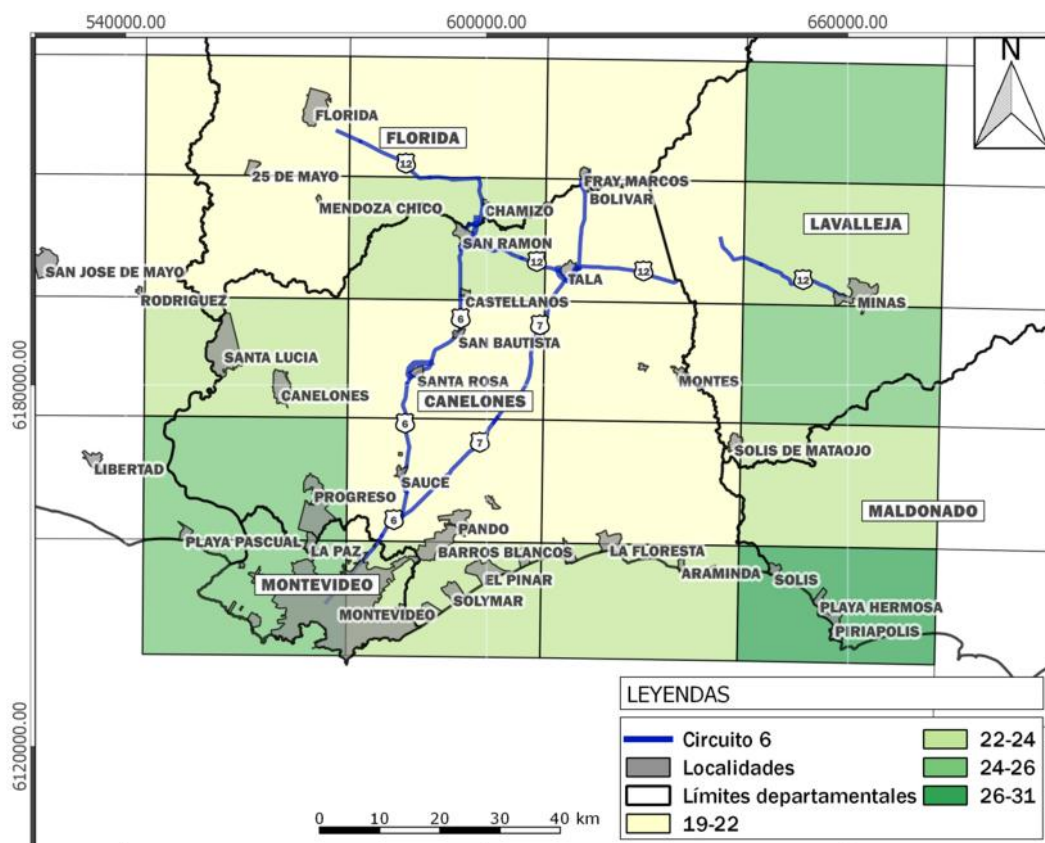 540000.00 600000.00 660000.00
N
FLORIDA
FLORIDA
12
25 DE MAYO
FRAY MARCOS
BOLIVAR
MENDOZA CHICO
CHAMIZO
LAVALLEJA
SAN RAMON
12
12
12
SAN JOSE DE MAYO
TALA
RODRIGUEZ
CASTELLANOS
MINAS
6
7
SAN BAUTISTA
SANTA LUCIA
6180000.00
SANTA ROSA
MONTES
CANELONES
CANELONES
6
7
SOLIS DE MATAOJO
LIBERTAD
SAUCE
PROGRESO
MALDONADO
6
PANDO
PLAYA PASCUAL
LA PAZ
BARROS BLANCOS
LA FLORESTA
MONTEVIDEO
EL PINAR
ARAMINDA
SOLIS
SOLYMAR
MONTEVIDEO
PLAYA HERMOSA
PIRIAPOLIS
6120000.00
LEYENDAS
Circuito 6 22-24
Localidades 24-26
Límites departamentales 26-31
19-22
0 10 20 30 40 km